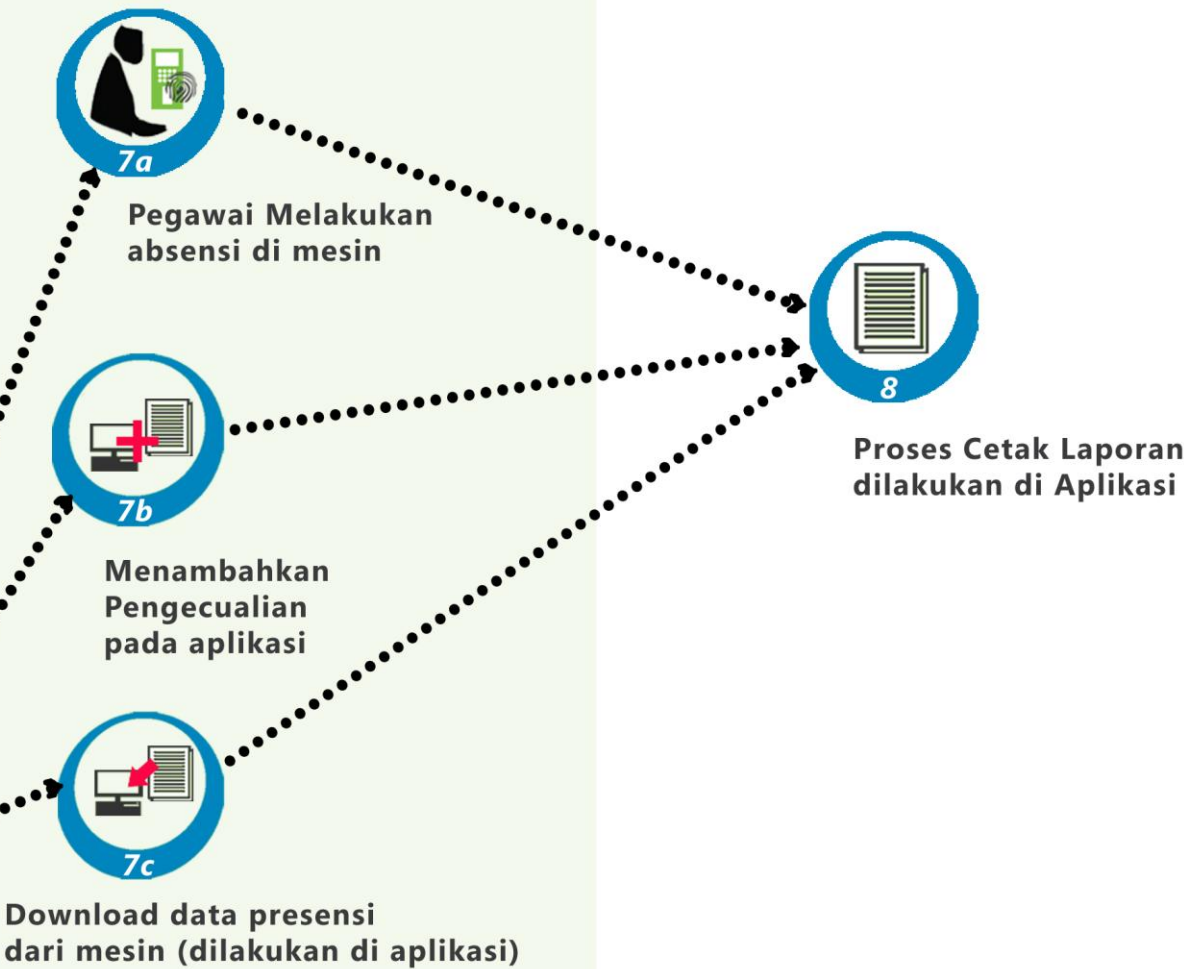 7a
Pegawai Melakukan
absensi di mesin
7b
Menambahkan
Pengecualian
pada aplikasi
7c
Download data presensi
dari mesin (dilakukan di aplikasi)
8
Proses Cetak Laporan
dilakukan di Aplikasi